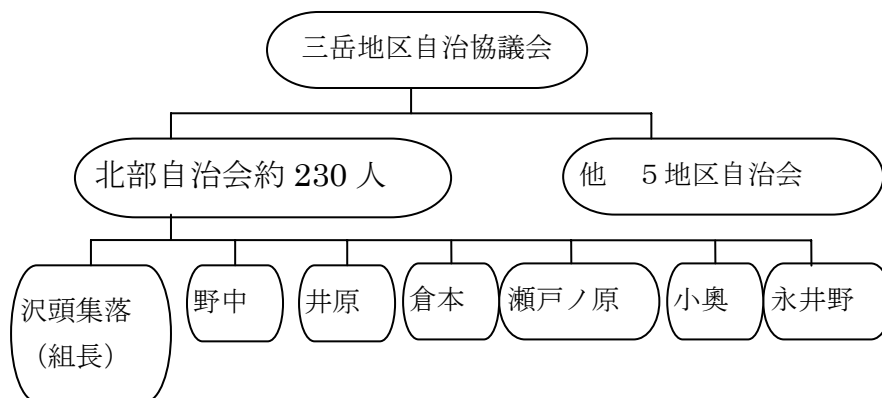 三岳地区自治協議会
北部自治会約 230 人
他　５地区自治会
沢頭集落
（組長）
野中
井原
倉本
瀬戸ノ原
小奥
永井野